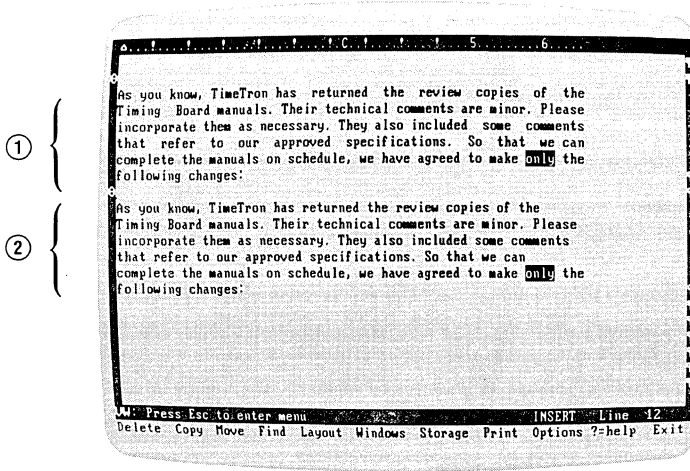 As you know, TimeTron has returned the review copies of the
Timing Board manuals. Their technical comments are minor. Please
incorporate them as necessary. They also included some comments
that refer to our approved specifications. So that we can
complete the manuals on schedule, we have agreed to make only the
following changes:
①
As you know, TimeTron has returned the review copies of the
Timing Board manuals. Their technical comments are minor. Please
incorporate them as necessary. They also included some comments
that refer to our approved specifications. So that we can
complete the manuals on schedule, we have agreed to make only the
following changes:
②
Press Esc to enter menu INSERT Line 12
Delete Copy Move Find Layout Windows Storage Print Options ?=help Exit